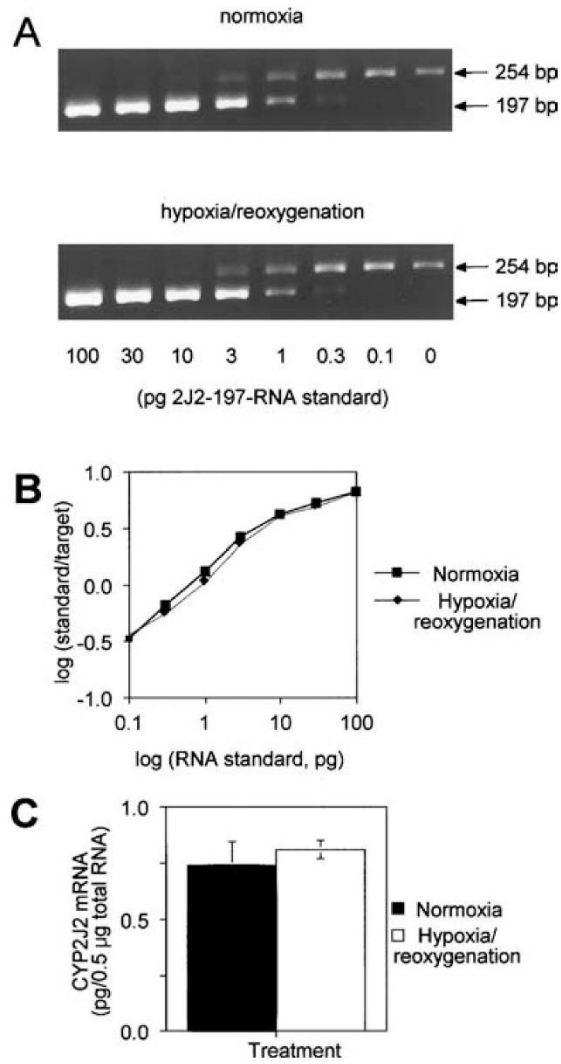 A
normoxia
254 bp
197 bp
hypoxia/reoxygenation
254 bp
197 bp
100 30 10 3 1 0.3 0.1 0
(pg 2J2-197-RNA standard)
B
log (standard/target)
1.0
0.5
0.0
-0.5
-1.0
0.1 1 10 100
log (RNA standard, pg)
Normoxia
Hypoxia/
reoxygenation
C
CYP2J2 mRNA
(pg/0.5 µg total RNA)
1.0
0.5
0.0
Treatment
Normoxia
Hypoxia/
reoxygenation